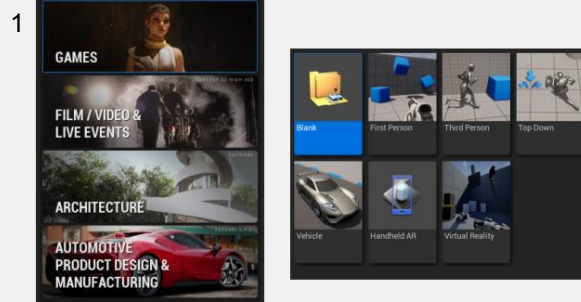 1
GAMES
FILM / VIDEO &
LIVE EVENTS
ARCHITECTURE
AUTOMOTIVE
PRODUCT DESIGN &
MANUFACTURING
Blank
First Person
Third Person
Top Down
Vehicle
Handheld AR
Virtual Reality